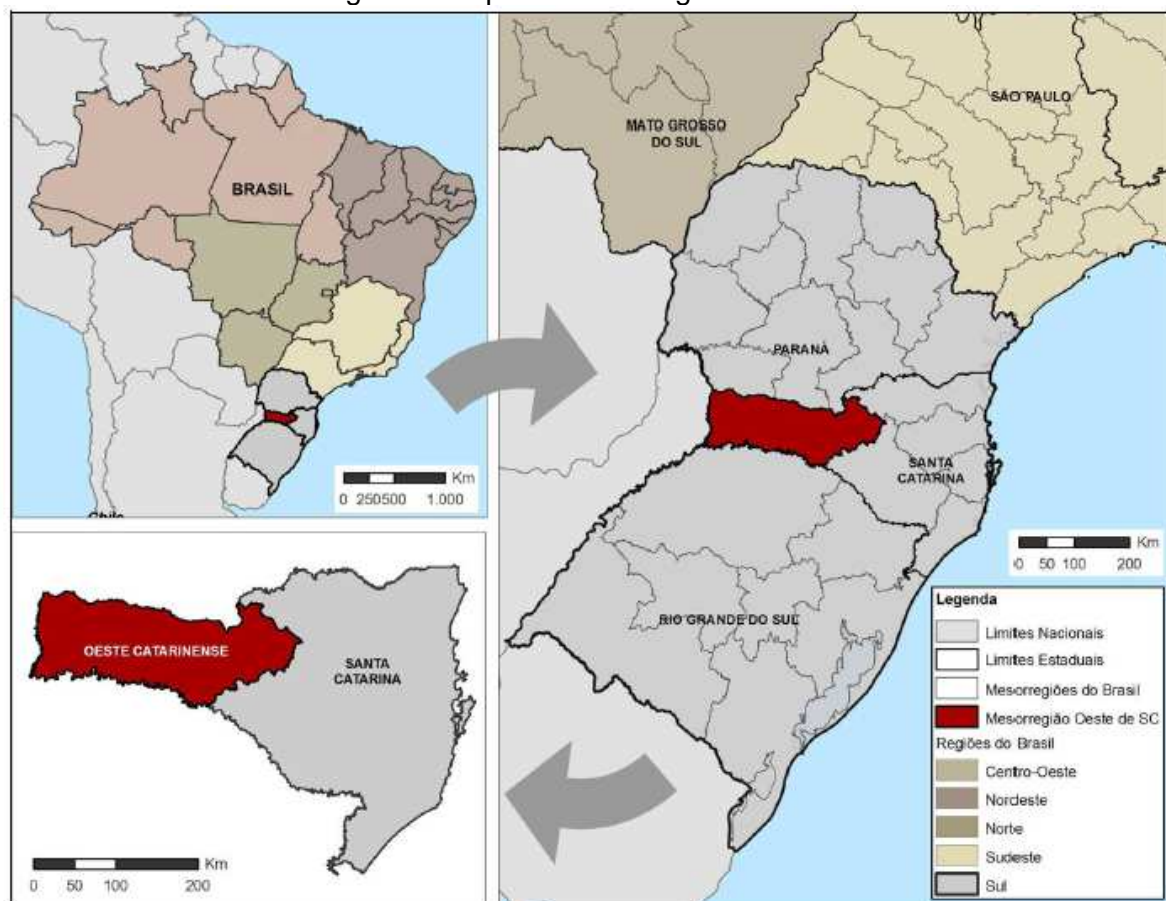 BRASIL
Chile
Km
0 250500 1.000
OESTE CATARINENSE
SANTA
CATARINA
Km
0 50 100 200
MATO GROSSO
DO SUL
SÃO PAULO
PARANÁ
SANTA
CATARINA
RIO GRANDE DO SUL
Km
0 50 100 200
Legenda
Limites Nacionais
Limites Estaduais
Mesorregiões do Brasil
Mesorregião Oeste de SC
Regiões do Brasil
Centro-Oeste
Nordeste
Norte
Sudeste
Sul